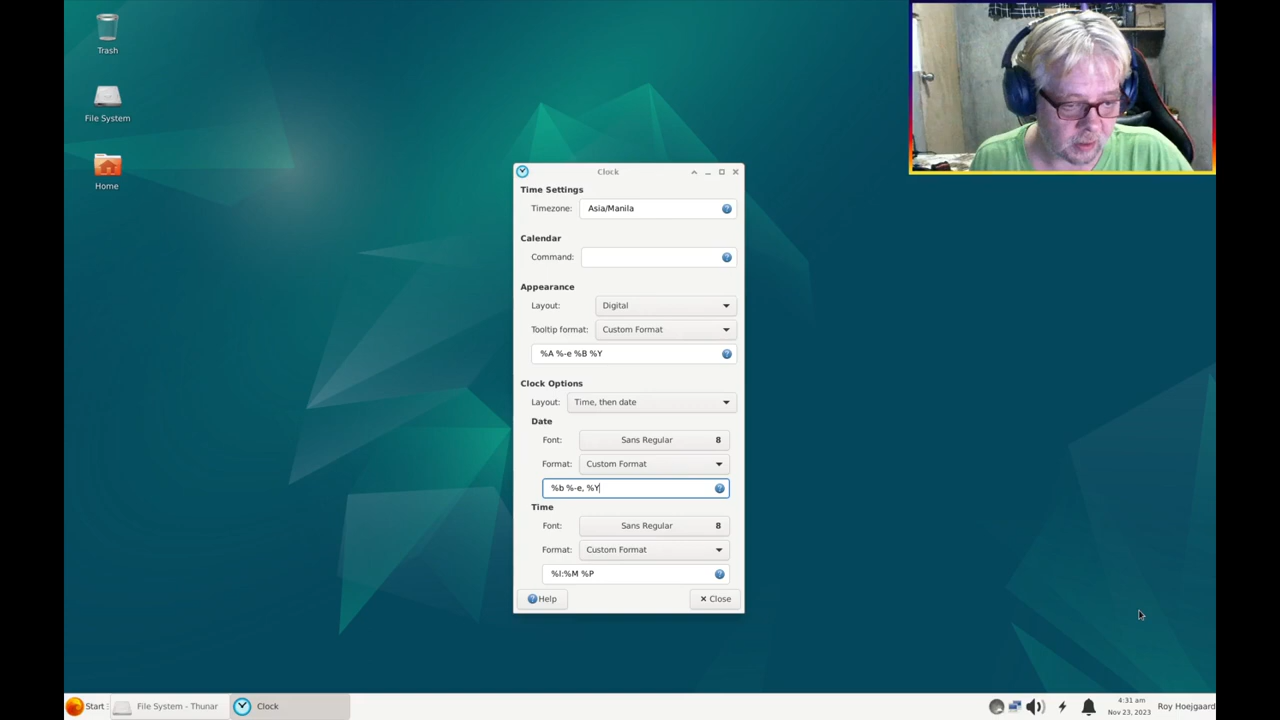 Trash
File System
Home
Clock
Time Settings
Timezone: Asia/Manila
Calendar
Command:
Appearance
Layout: Digital
Tooltip format: Custom Format
%A %-e %B %Y
Clock Options
Layout: Time, then date
Date
Font: Sans Regular 8
Format: Custom Format
%b %-e, %Y
Time
Font: Sans Regular 8
Format: Custom Format
%I:%M %P
Help
Close
Start
File System - Thunar
Clock
4:31 am
Nov 23, 2023
Roy Hoejgaard